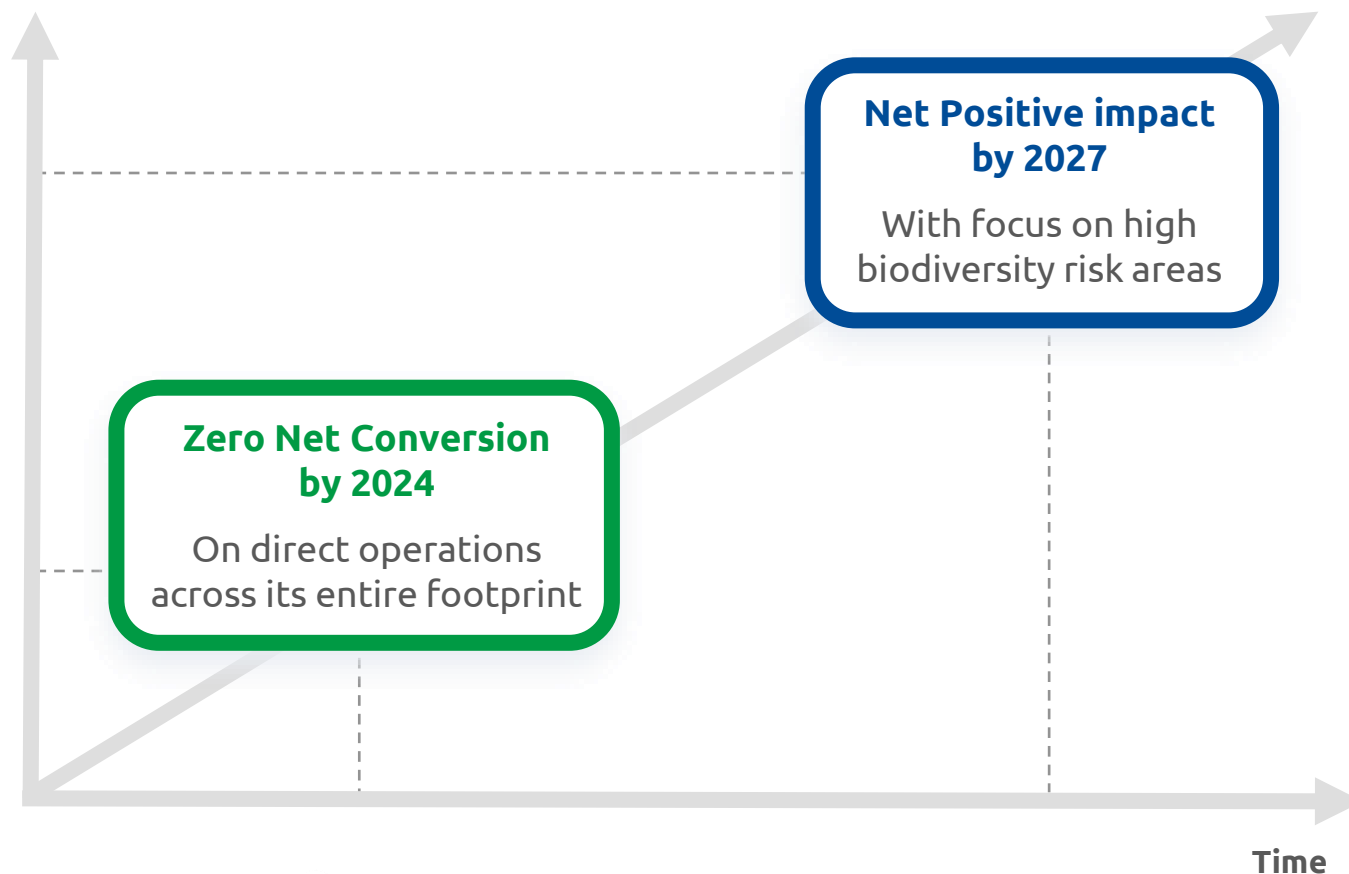 Net Positive impact
by 2027
With focus on high
biodiversity risk areas
Zero Net Conversion
by 2024
On direct operations
across its entire footprint
Time